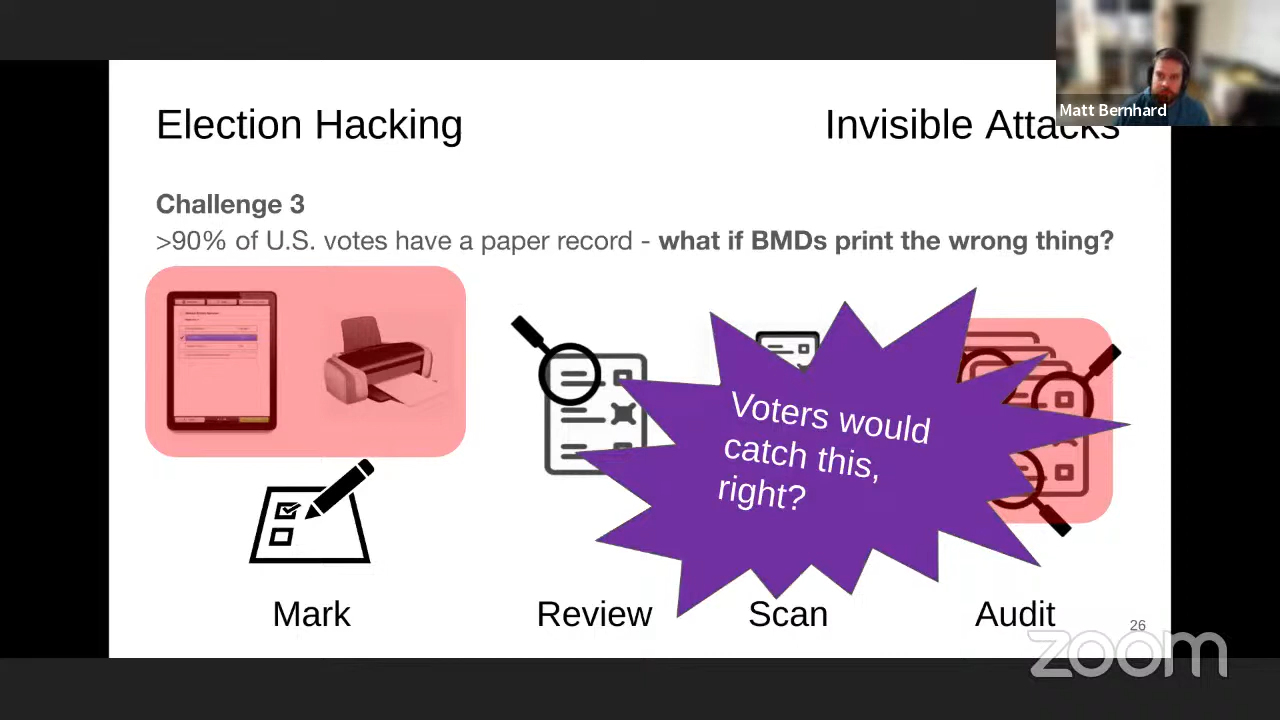 Election Hacking
Invisible Attacks
Matt Bernhard
Challenge 3
>90% of U.S. votes have a paper record - what if BMDs print the wrong thing?
Voters would
catch this,
right?
Mark
Review
Scan
Audit
26
zoom